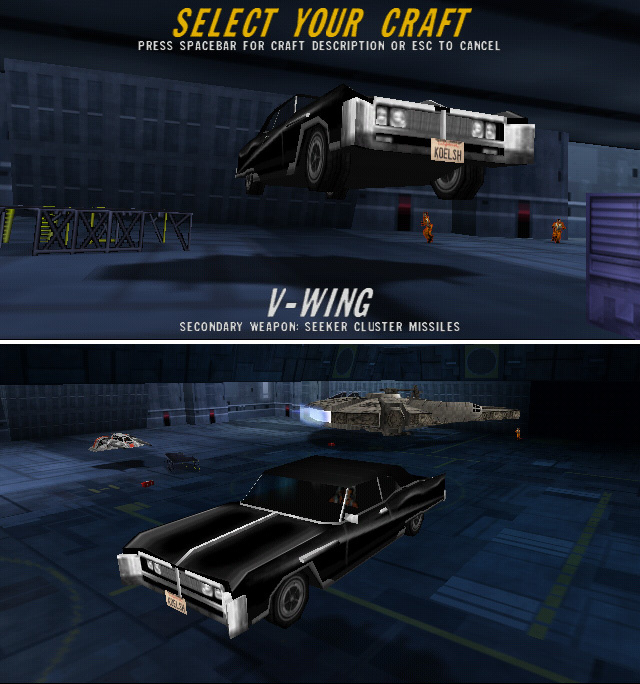 SELECT YOUR CRAFT
PRESS SPACEBAR FOR CRAFT DESCRIPTION OR ESC TO CANCEL
KOELSH
V-WING
SECONDARY WEAPON: SEEKER CLUSTER MISSILES
KOELSH